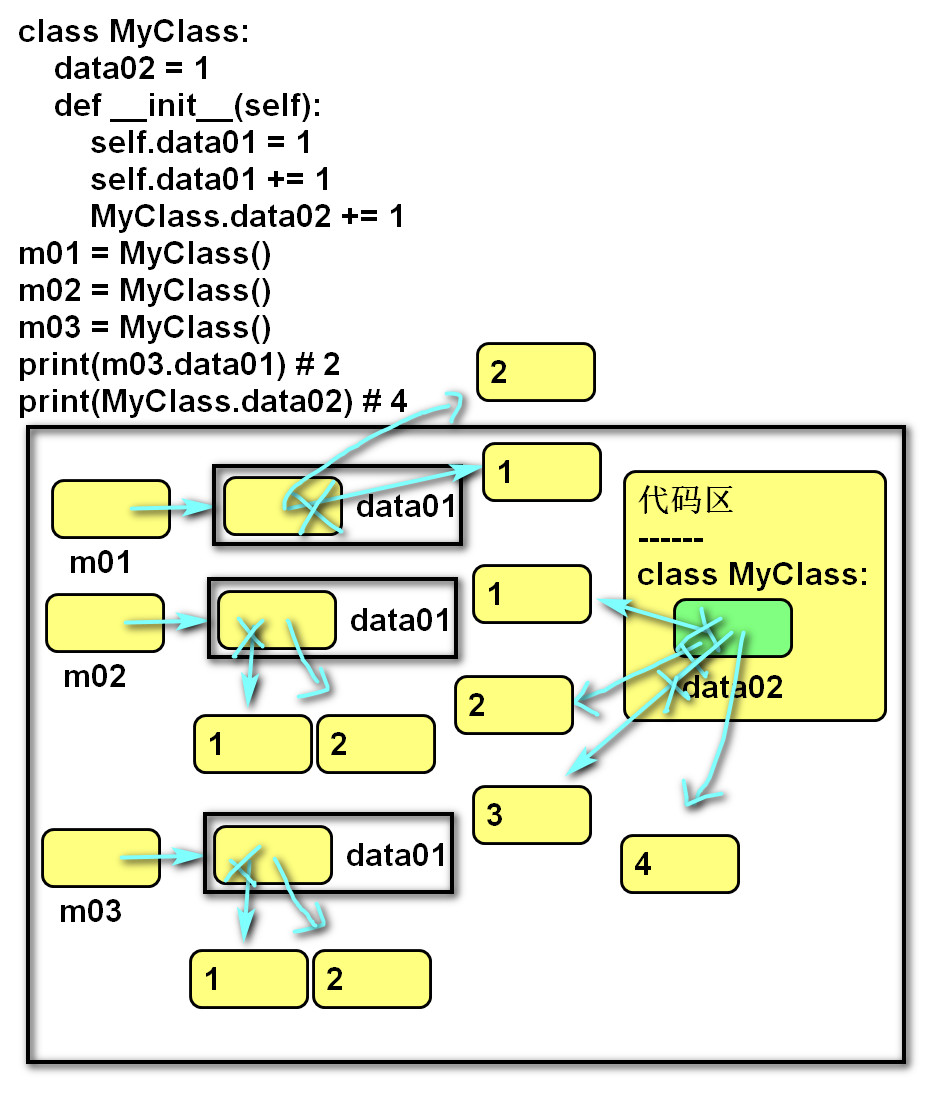 class MyClass:
    data02 = 1
    def __init__(self):
        self.data01 = 1
        self.data01 += 1
        MyClass.data02 += 1
m01 = MyClass()
m02 = MyClass()
m03 = MyClass()
print(m03.data01) # 2
print(MyClass.data02) # 4
2
1
data01
m01
代码区
------
class MyClass:
data02
1
data01
m02
2
1
2
3
4
data01
m03
1
2